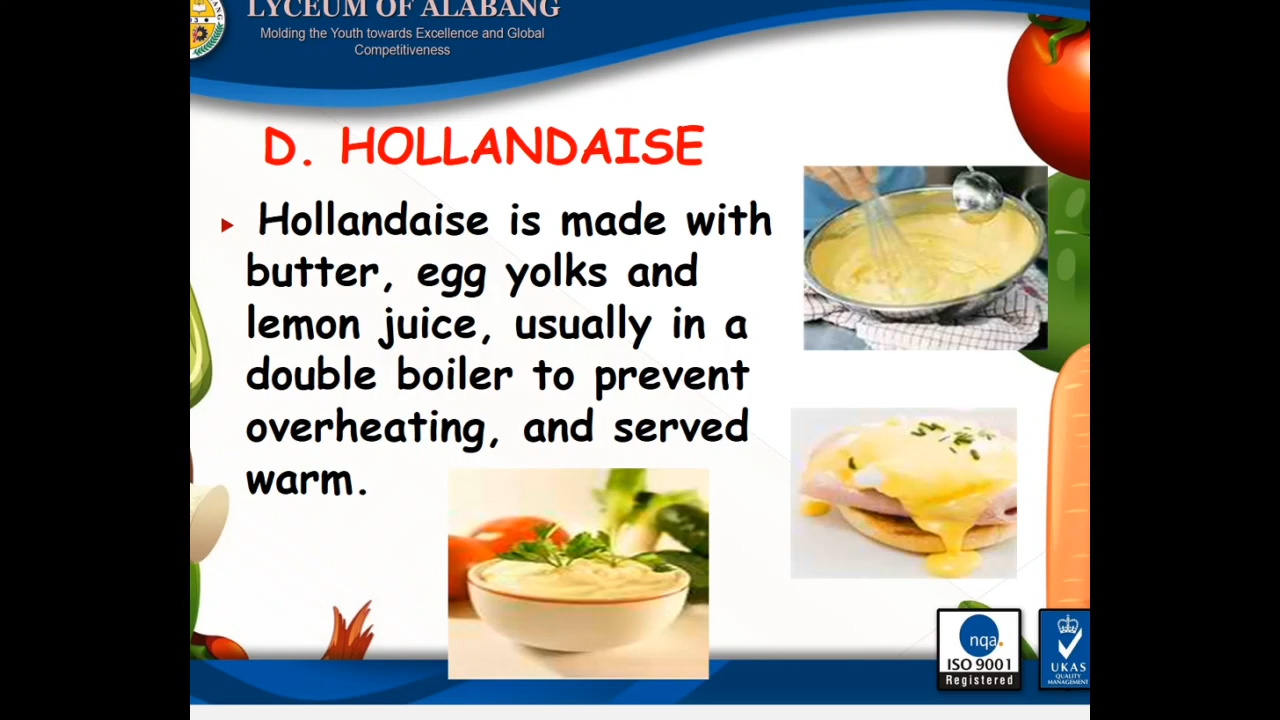 LYCEUM OF ALABANG
Molding the Youth towards Excellence and Global
Competitiveness
D. HOLLANDAISE
Hollandaise is made with
butter, egg yolks and
lemon juice, usually in a
double boiler to prevent
overheating, and served
warm.
nqa.
ISO 9001
Registered
UKAS
QUALITY
MANAGEMENT